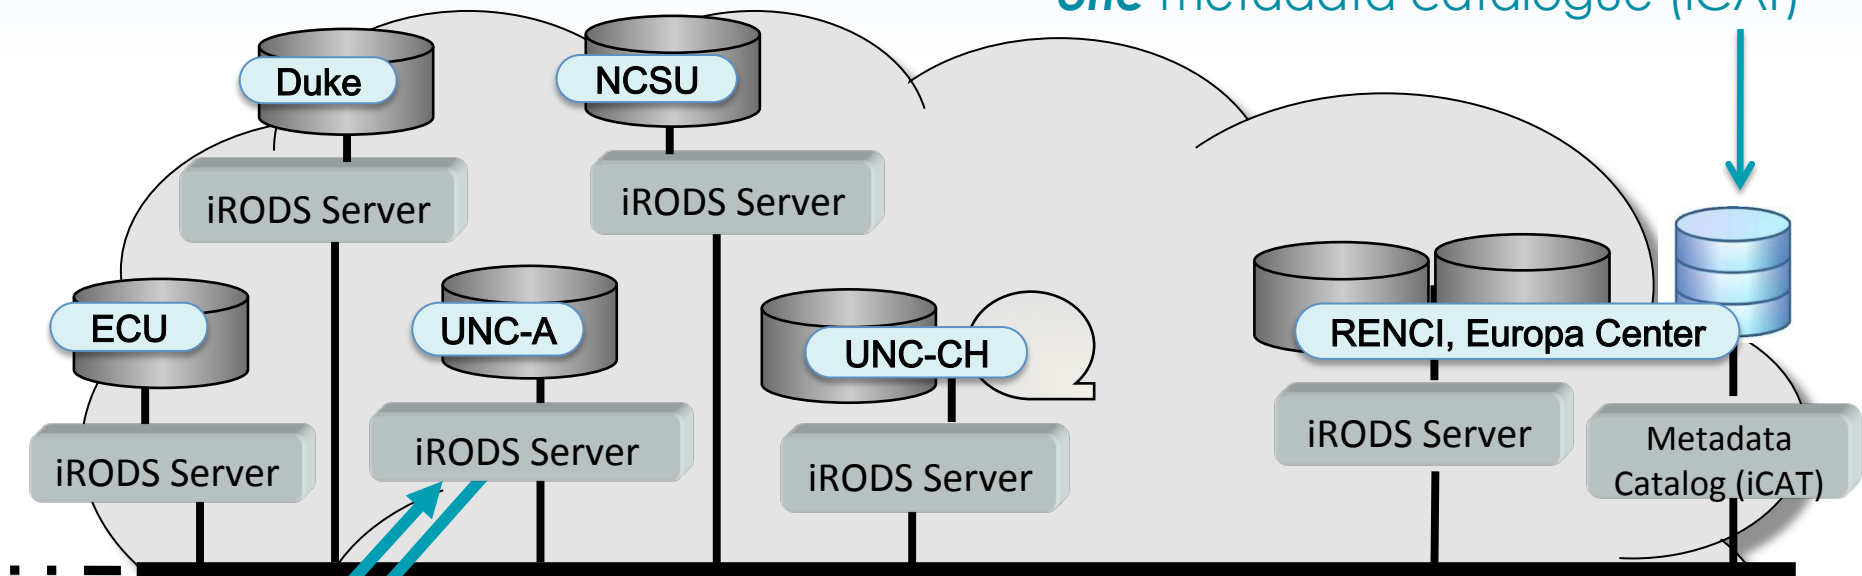 one metadata catalogue (iCAT)
Duke
NCSU
iRODS Server
iRODS Server
ECU
UNC-A
UNC-CH
RENCI, Europa Center
iRODS Server
iRODS Server
iRODS Server
iRODS Server
Metadata
Catalog (iCAT)